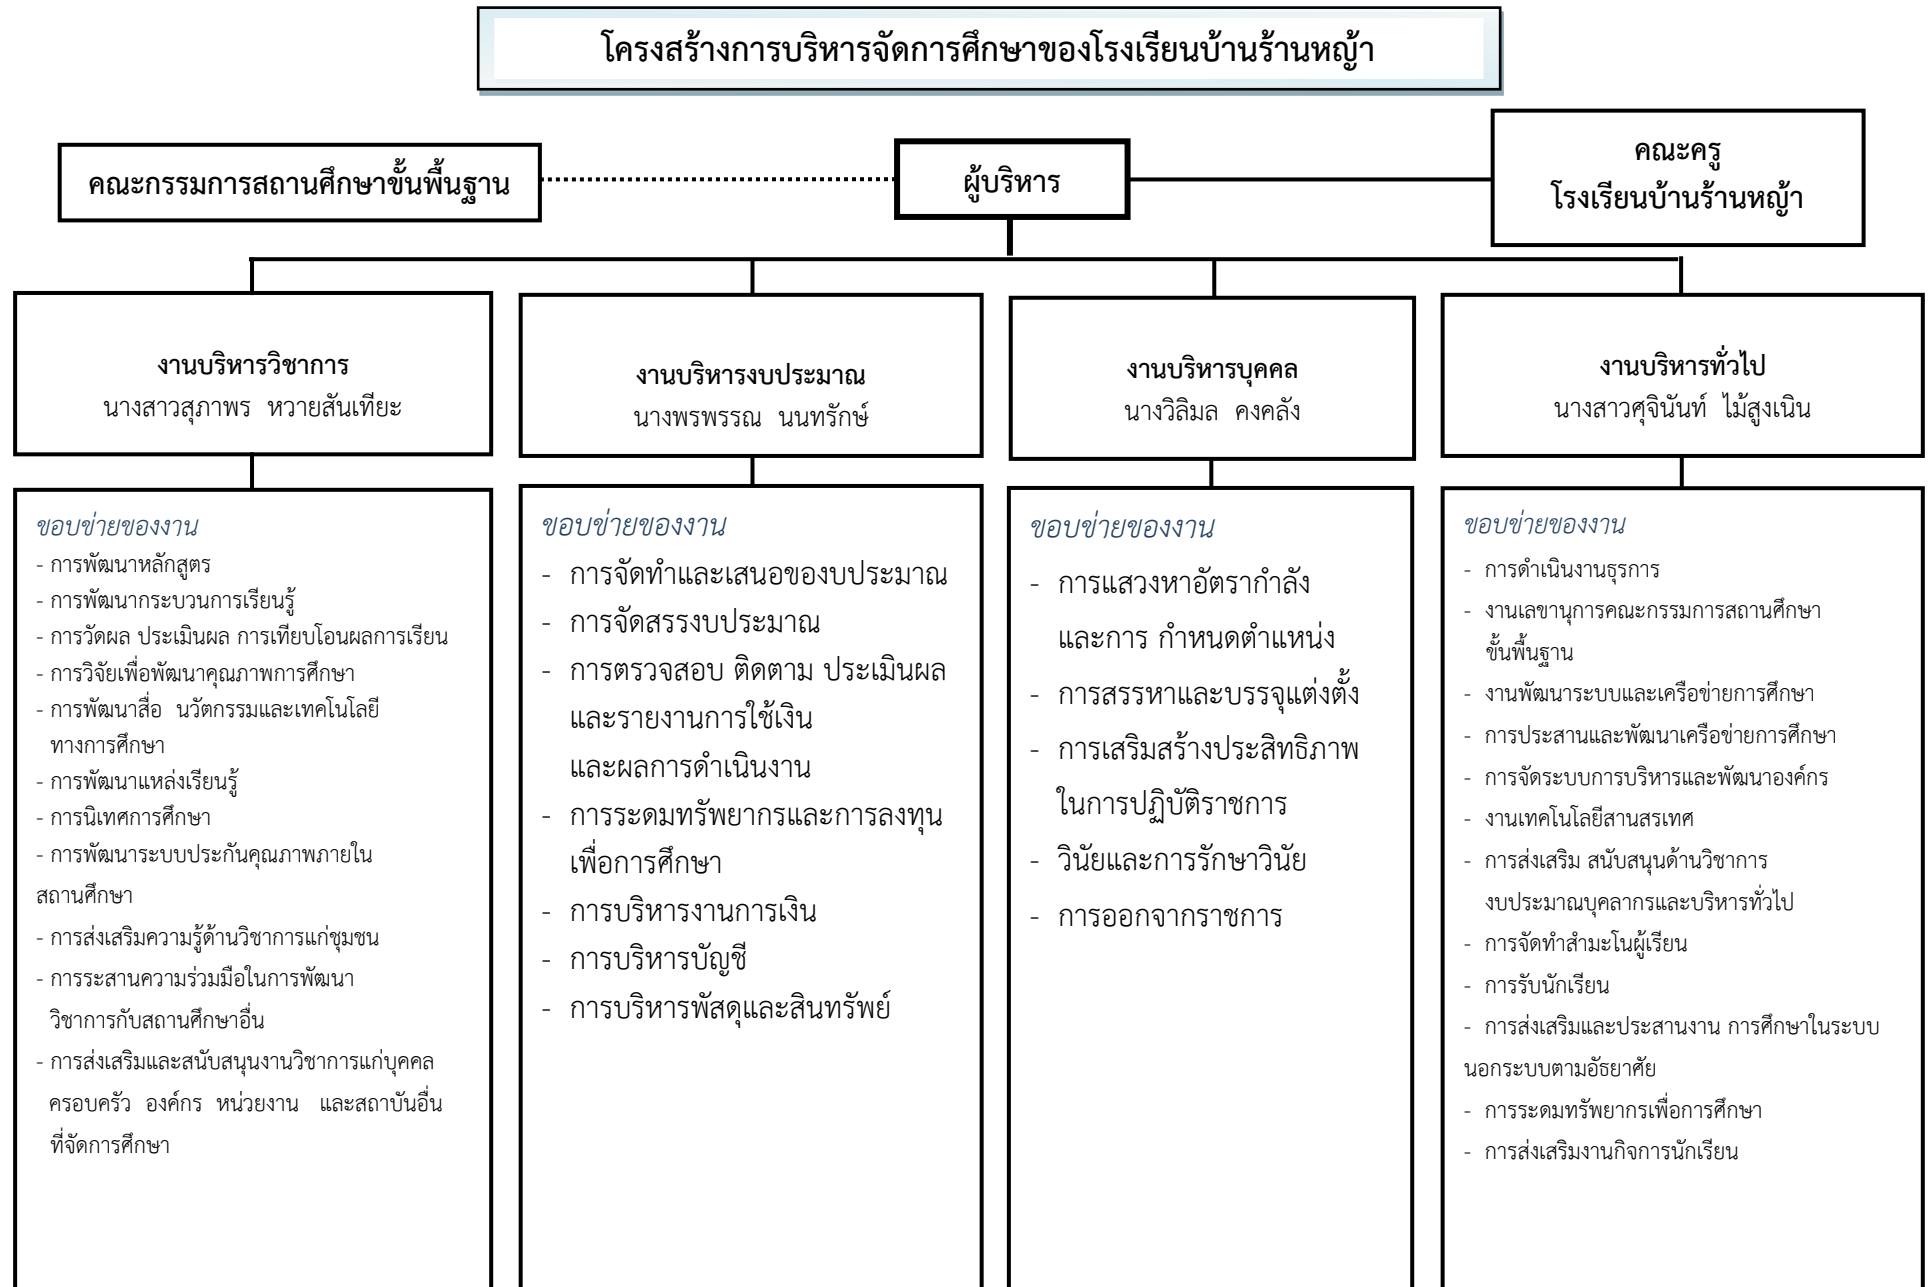 โครงสร้างการบริหารจัดการศึกษาของโรงเรียนบ้านร้านหญ้า
คณะกรรมการสถานศึกษาขั้นพื้นฐาน
ผู้บริหาร
คณะครู
โรงเรียนบ้านร้านหญ้า
งานบริหารวิชาการ
นางสาวสุภาพร หวายสันเทียะ
ขอบข่ายของงาน
- การพัฒนาหลักสูตร
- การพัฒนากระบวนการเรียนรู้
- การวัดผล ประเมินผล การเทียบโอนผลการเรียน
- การวิจัยเพื่อพัฒนาคุณภาพการศึกษา
- การพัฒนาสื่อ นวัตกรรมและเทคโนโลยี
ทางการศึกษา
- การพัฒนาแหล่งเรียนรู้
- การนิเทศการศึกษา
- การพัฒนาระบบประกันคุณภาพภายใน
สถานศึกษา
- การส่งเสริมความรู้ด้านวิชาการแก่ชุมชน
- การระสานความร่วมมือในการพัฒนา
วิชาการกับสถานศึกษาอื่น
- การส่งเสริมและสนับสนุนงานวิชาการแก่บุคคล
ครอบครัว องค์กร หน่วยงาน และสถาบันอื่น
ที่จัดการศึกษา
งานบริหารงบประมาณ
นางพรพรรณ นนทรักษ์
ขอบข่ายของงาน
- การจัดทำและเสนอของบประมาณ
- การจัดสรรงบประมาณ
- การตรวจสอบ ติดตาม ประเมินผล
และรายงานการใช้เงิน
และผลการดำเนินงาน
- การระดมทรัพยากรและการลงทุน
เพื่อการศึกษา
- การบริหารงานการเงิน
- การบริหารบัญชี
- การบริหารพัสดุและสินทรัพย์
งานบริหารบุคคล
นางวิลิมล คงคลัง
ขอบข่ายของงาน
- การแสวงหาอัตรากำลัง
และการ กำหนดตำแหน่ง
- การสรรหาและบรรจุแต่งตั้ง
- การเสริมสร้างประสิทธิภาพ
ในการปฏิบัติราชการ
- วินัยและการรักษาวินัย
- การออกจากราชการ
งานบริหารทั่วไป
นางสาวศุจินันท์ ไม้สูงเนิน
ขอบข่ายของงาน
- การดำเนินงานธุรการ
- งานเลขานุการคณะกรรมการสถานศึกษา
ขั้นพื้นฐาน
- งานพัฒนาระบบและเครือข่ายการศึกษา
- การประสานและพัฒนาเครือข่ายการศึกษา
- การจัดระบบการบริหารและพัฒนาองค์กร
- งานเทคโนโลยีสานสรเทศ
- การส่งเสริม สนับสนุนด้านวิชาการ
งบประมาณบุคลากรและบริหารทั่วไป
- การจัดทำสำมะโนผู้เรียน
- การรับนักเรียน
- การส่งเสริมและประสานงาน การศึกษาในระบบ
นอกระบบตามอัธยาศัย
- การระดมทรัพยากรเพื่อการศึกษา
- การส่งเสริมงานกิจการนักเรียน